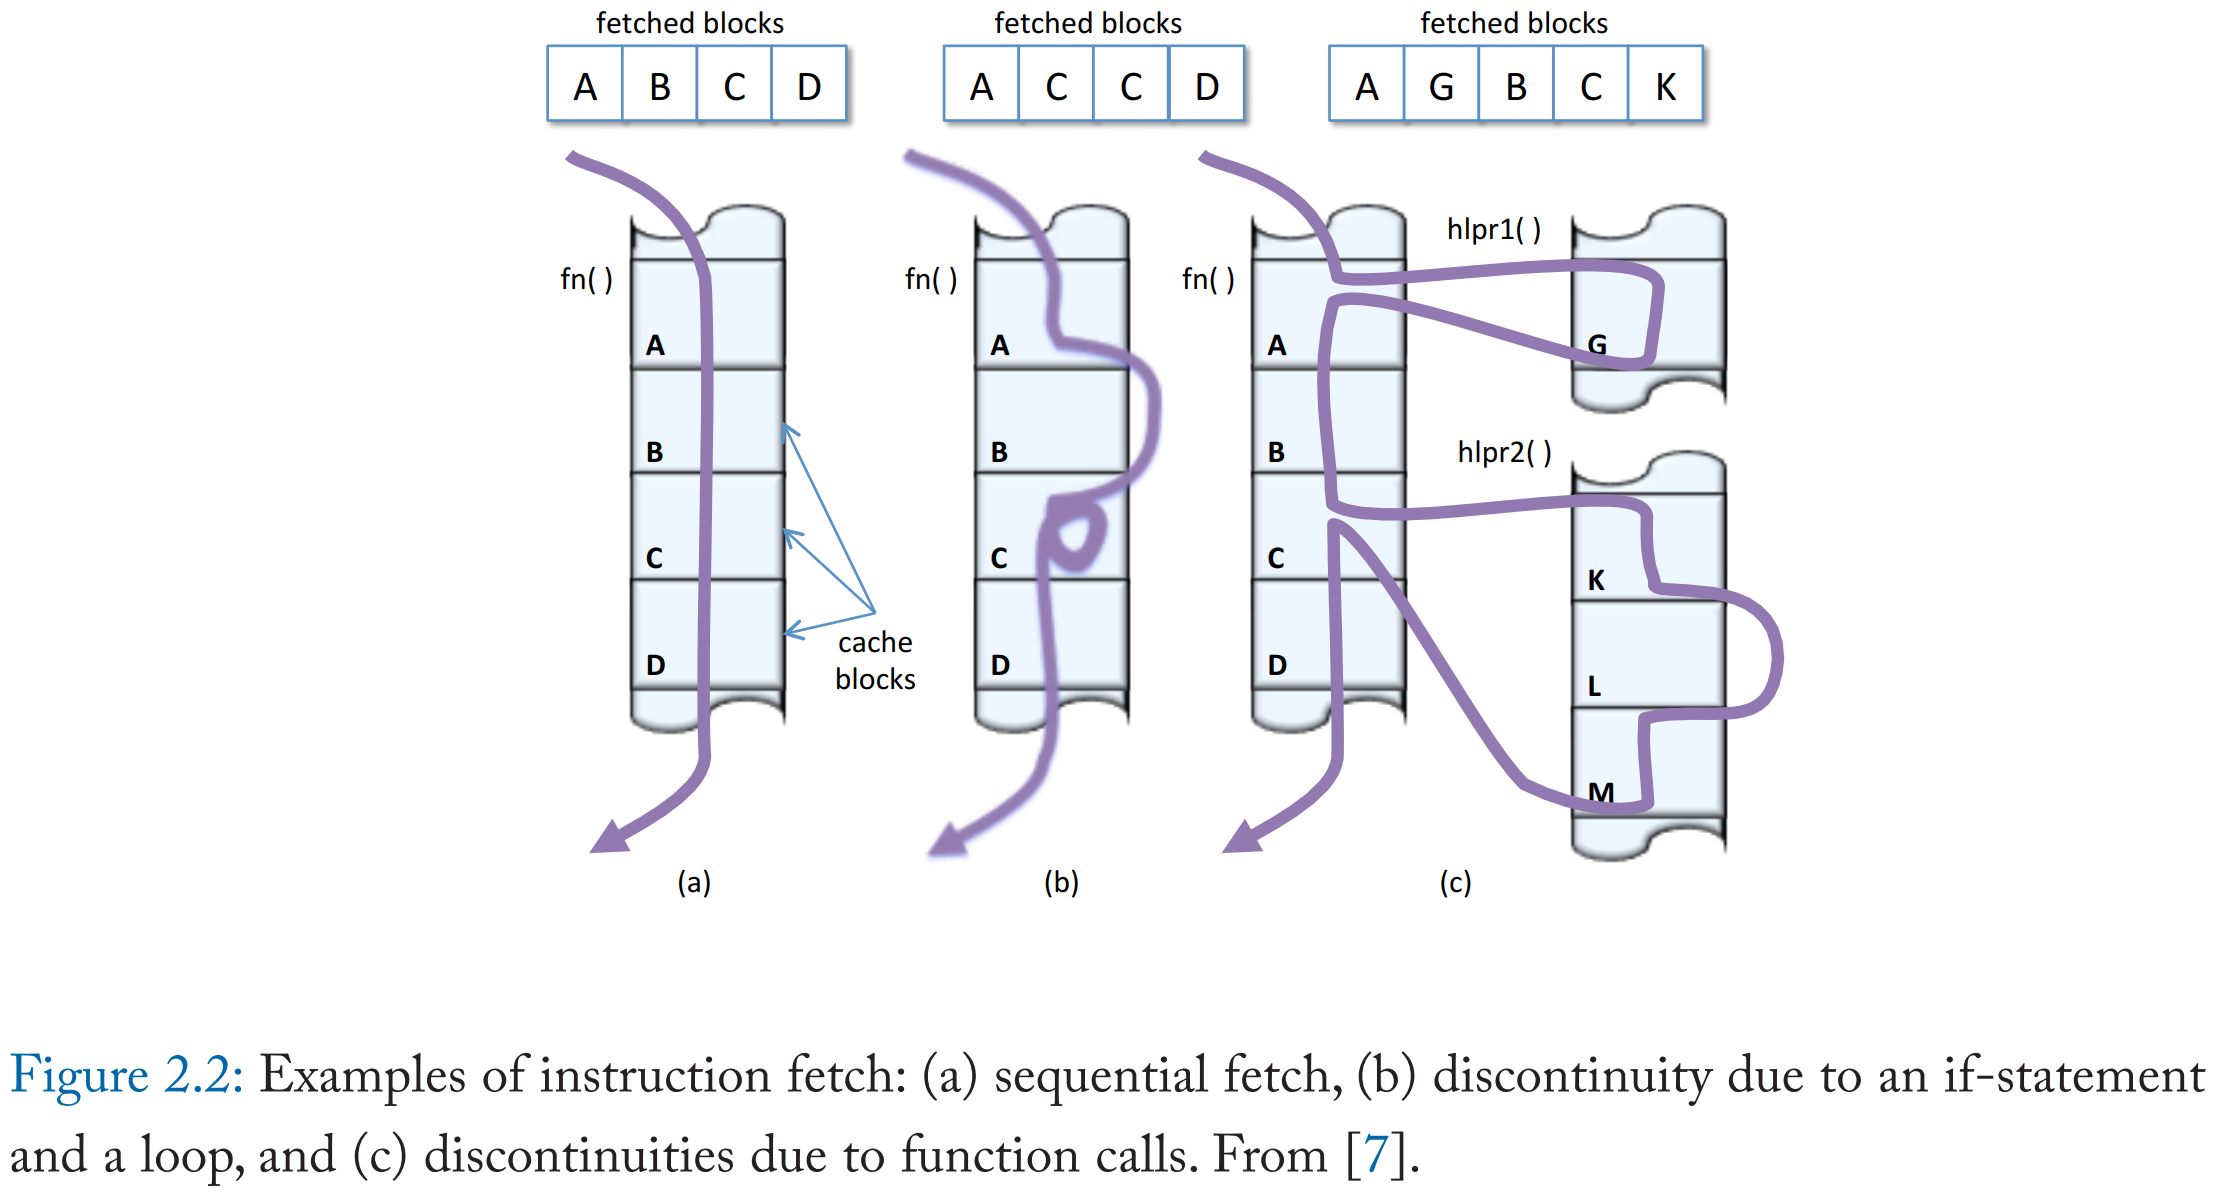 fetched blocks
A B C D
fn( )
A
B
C
D
cache
blocks
(a)
fetched blocks
A C C D
fn( )
A
B
C
D
(b)
fetched blocks
A G B C K
fn( )
A
B
C
D
hlpr1( )
G
hlpr2( )
K
L
M
(c)
Figure 2.2: Examples of instruction fetch: (a) sequential fetch, (b) discontinuity due to an if-statement
and a loop, and (c) discontinuities due to function calls. From [7].